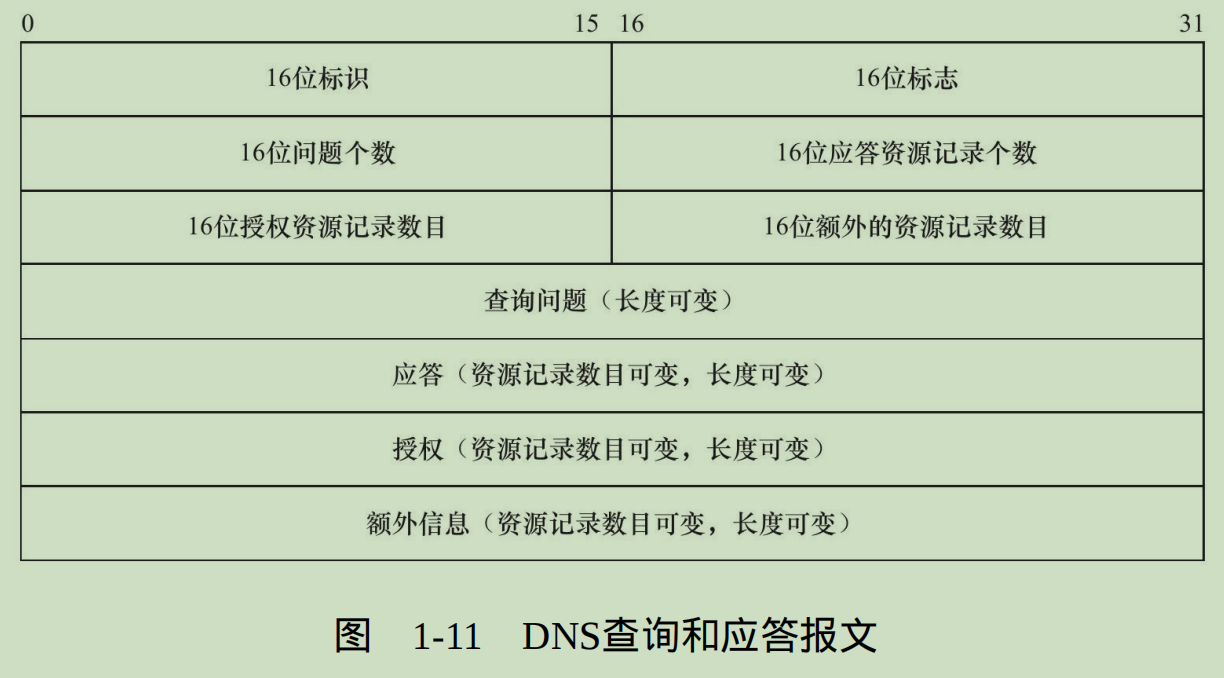 0 15 16 31
16位标识 16位标志
16位问题个数 16位应答资源记录个数
16位授权资源记录数目 16位额外的资源记录数目
查询问题（长度可变）
应答（资源记录数目可变，长度可变）
授权（资源记录数目可变，长度可变）
额外信息（资源记录数目可变，长度可变）
图 1-11 DNS查询和应答报文